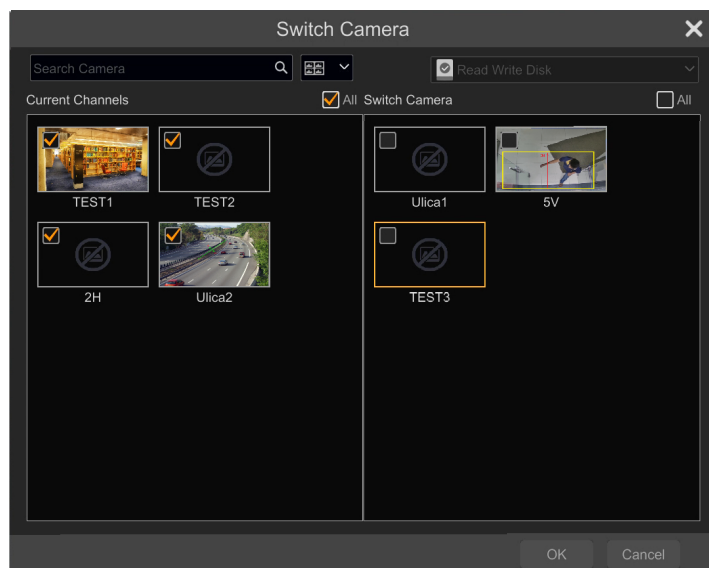 Switch Camera
Search Camera
Read Write Disk
Current Channels
All
Switch Camera
All
TEST1
TEST2
Ulica1
5V
2H
Ulica2
TEST3
OK
Cancel